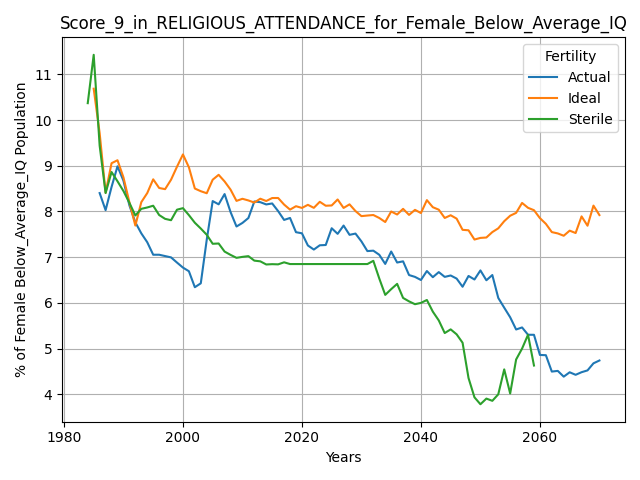 Score_9_in_RELIGIOUS_ATTENDANCE_for_Female_Below_Average_IQ
Fertility
Actual
Ideal
Sterile
% of Female Below_Average_IQ Population
11
10
9
8
7
6
5
4
1980
2000
2020
2040
2060
Years